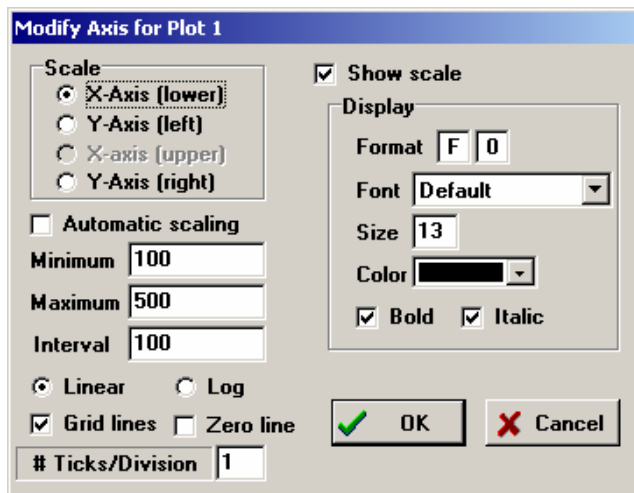 Modify Axis for Plot 1
Scale
X-Axis (lower)
Y-Axis (left)
X-axis (upper)
Y-Axis (right)
Automatic scaling
Minimum 100
Maximum 500
Interval 100
Linear Log
Grid lines Zero line
# Ticks/Division 1
Show scale
Display
Format F 0
Font Default
Size 13
Color
Bold Italic
OK Cancel